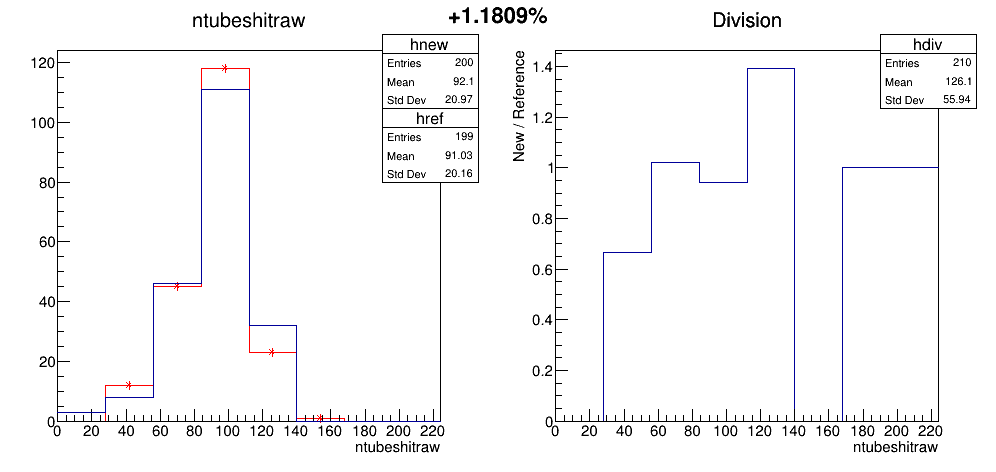 +1.1809%
ntubeshitraw
hnew
Entries 200
Mean 92.1
Std Dev 20.97
href
Entries 199
Mean 91.03
Std Dev 20.16
120
100
80
60
40
20
0
0 20 40 60 80 100 120 140 160 180 200 220
ntubeshitraw
Division
hdiv
Entries 210
Mean 126.1
Std Dev 55.94
New / Reference
1.4
1.2
1
0.8
0.6
0.4
0.2
0
0 20 40 60 80 100 120 140 160 180 200 220
ntubeshitraw